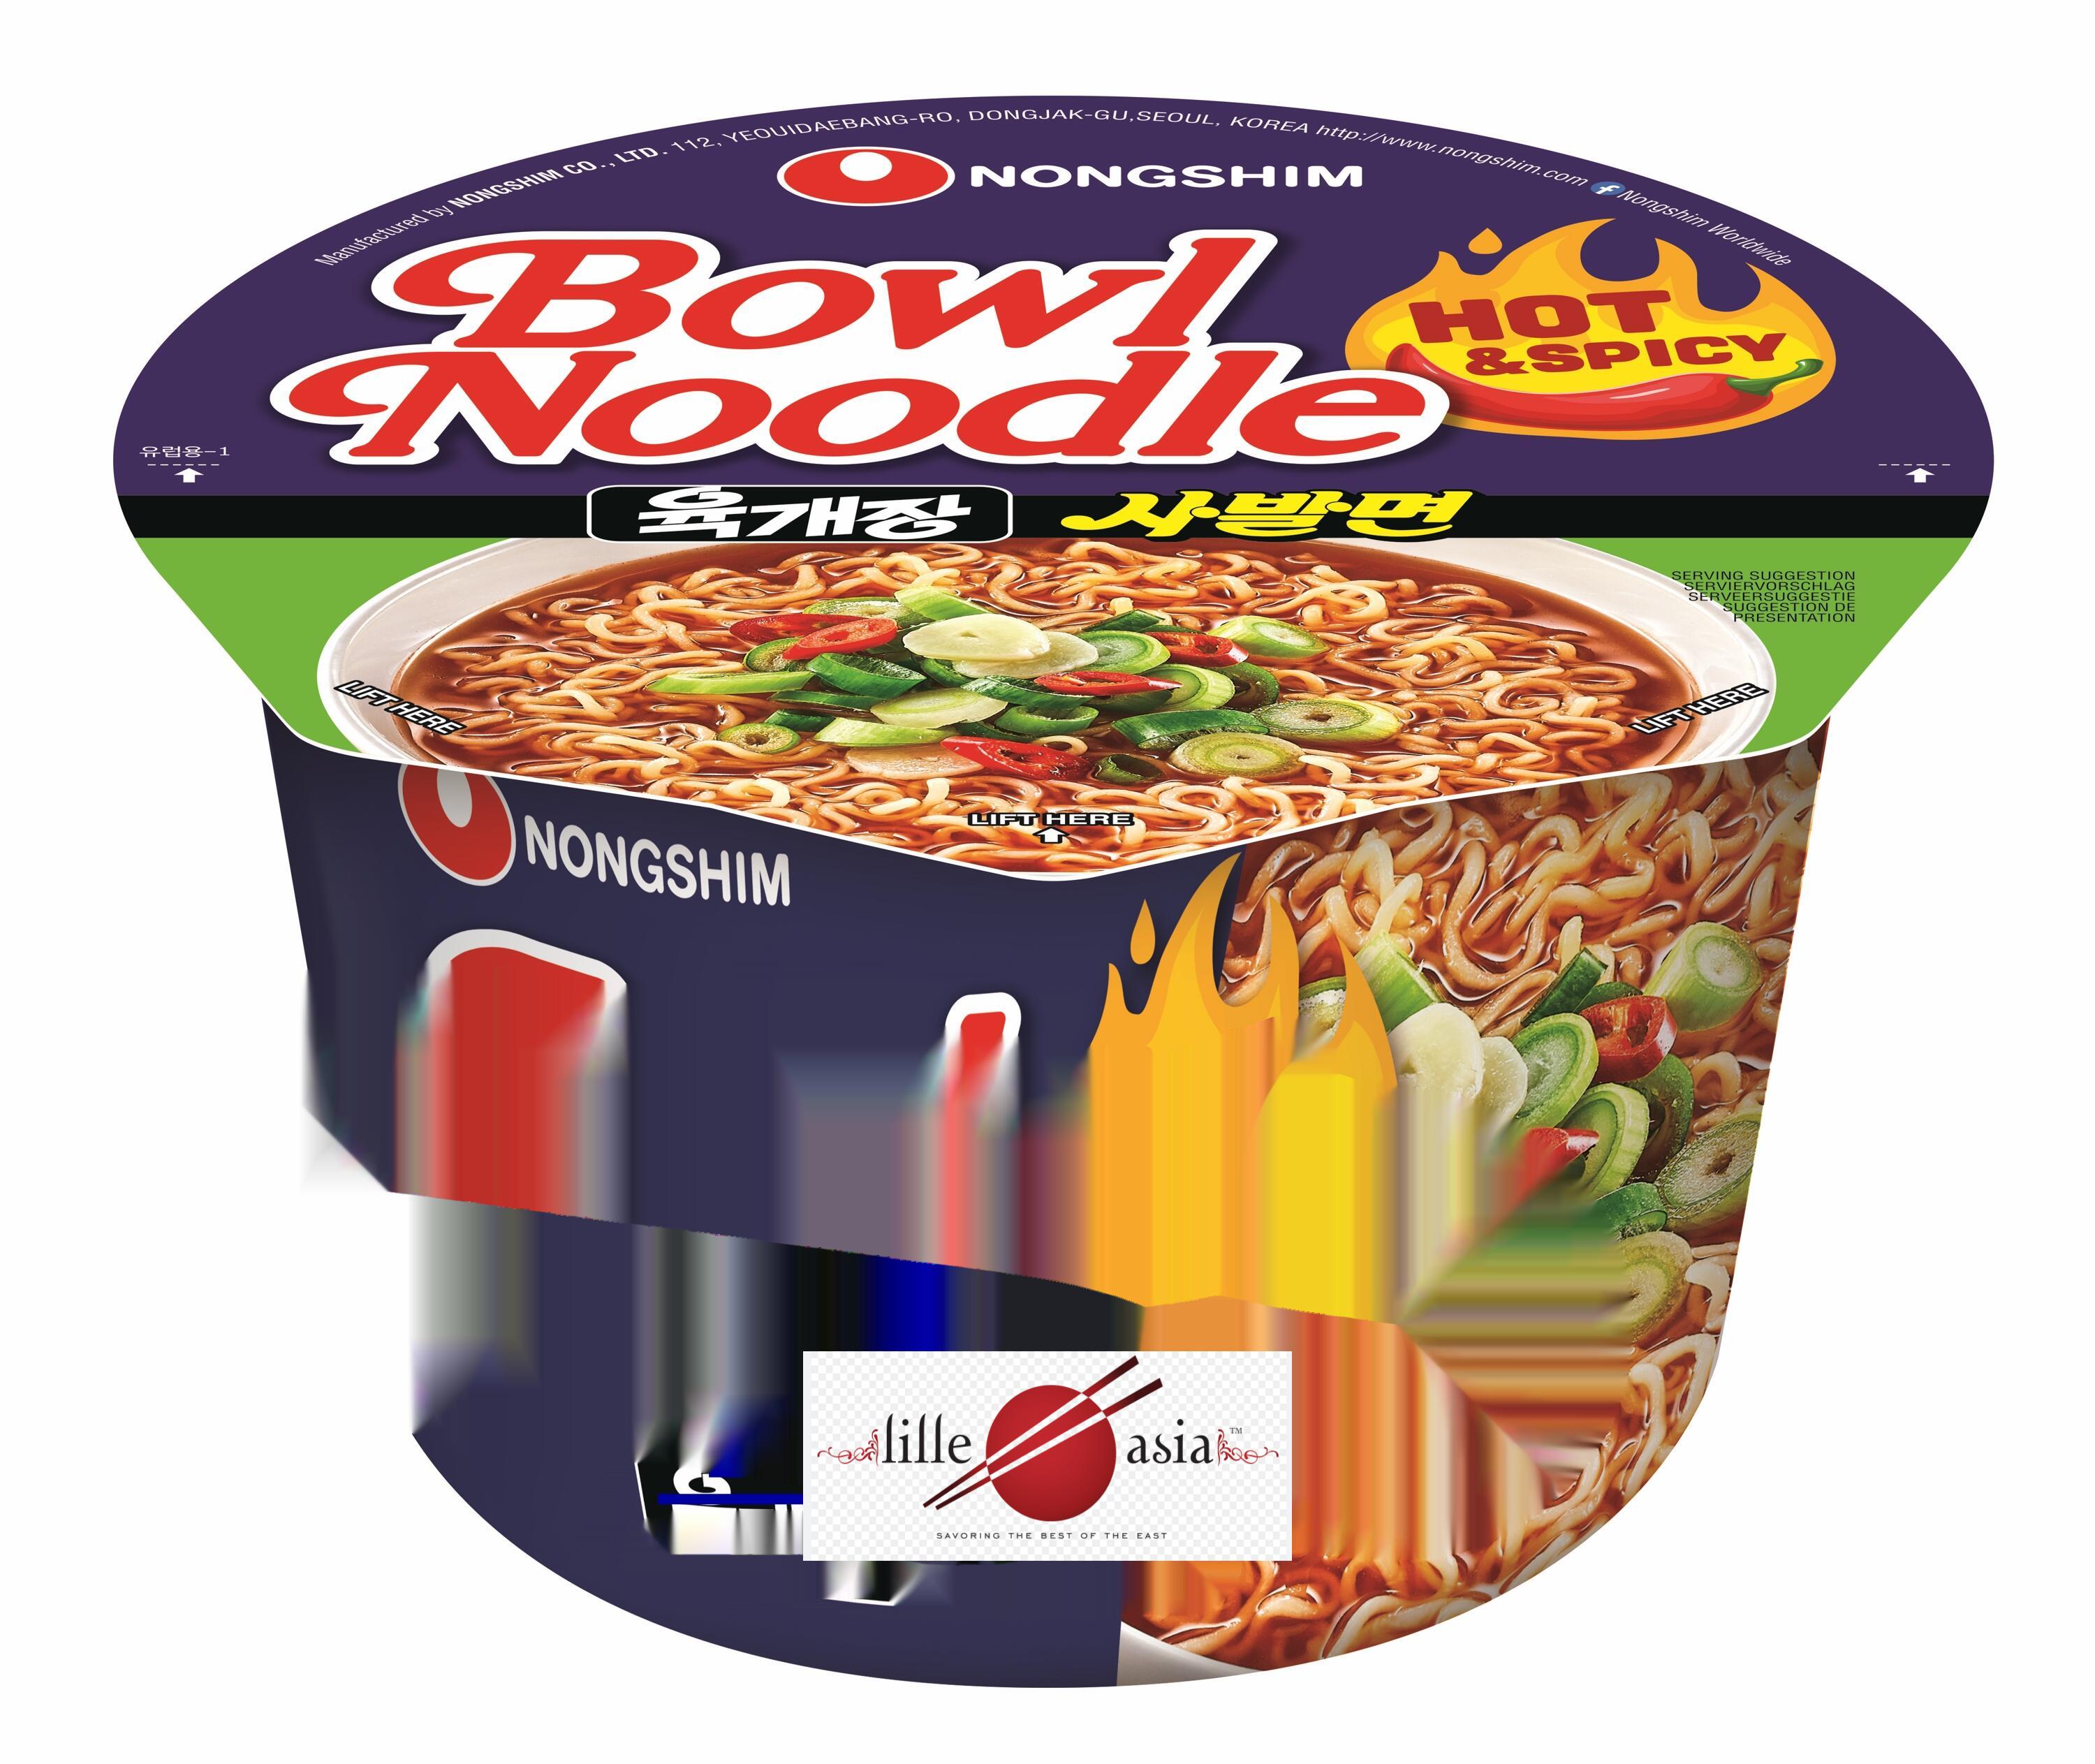 Manufactured by NONGSHIM CO., LTD. 112, YEOUIDAEBANG-RO, DONGJAK-GU,SEOUL, KOREA http://www.nongshim.com f Nongshim Worldwide
NONGSHIM
Bowl
Noodle
HOT
&SPICY
유럽용-1
육개장 사발면
SERVING SUGGESTION
SERVIERVORSCHLAG
SERVEERSUGGESTIE
SUGGESTION DE
PRESENTATION
LIFT HERE
LIFT HERE
LIFT HERE
NONGSHIM
lille asia™
SAVORING THE BEST OF THE EAST